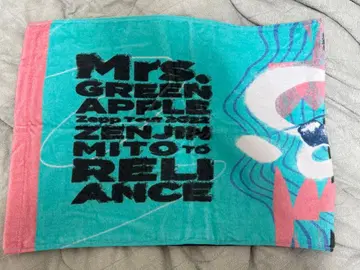 Mrs.
GREEN
APPLE
Zepp Tour 2022
ZENJIN
MITO TO
RELI
ANCE